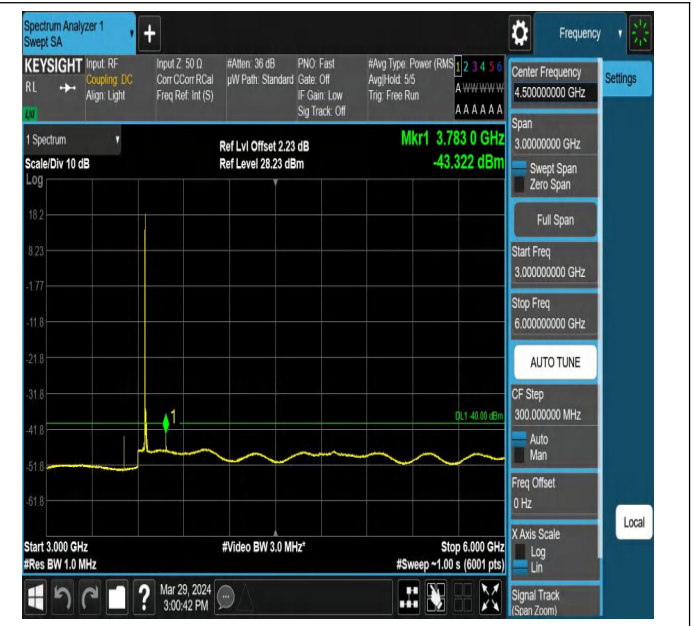 Spectrum Analyzer 1
Swept SA
Frequency
KEYSIGHT
RL
Input: RF
Coupling: DC
Align: Light
Input Z: 50 Ω
Corr CCorr RCal
Freq Ref: Int (S)
#Atten: 36 dB
µW Path: Standard
PNO: Fast
Gate: Off
IF Gain: Low
Sig Track: Off
#Avg Type: Power (RMS
Avg|Hold: 5/5
Trig: Free Run
1 2 3 4 5 6
A W W W W W
A A A A A A
1 Spectrum
Scale/Div 10 dB
Log
Ref Lvl Offset 2.23 dB
Ref Level 28.23 dBm
Mkr1 3.783 0 GHz
-43.322 dBm
18.2
8.23
-1.77
-11.8
-21.8
-31.8
-41.8
-51.8
-61.8
1
DL1 -40.00 dBm
Start 3.000 GHz
#Res BW 1.0 MHz
#Video BW 3.0 MHz*
Stop 6.000 GHz
#Sweep ~1.00 s (6001 pts)
?
Mar 29, 2024
3:00:42 PM
Center Frequency
4.500000000 GHz
Settings
Span
3.00000000 GHz
Swept Span
Zero Span
Full Span
Start Freq
3.000000000 GHz
Stop Freq
6.000000000 GHz
AUTO TUNE
CF Step
300.000000 MHz
Auto
Man
Freq Offset
0 Hz
X Axis Scale
Log
Lin
Local
Signal Track
(Span Zoom)